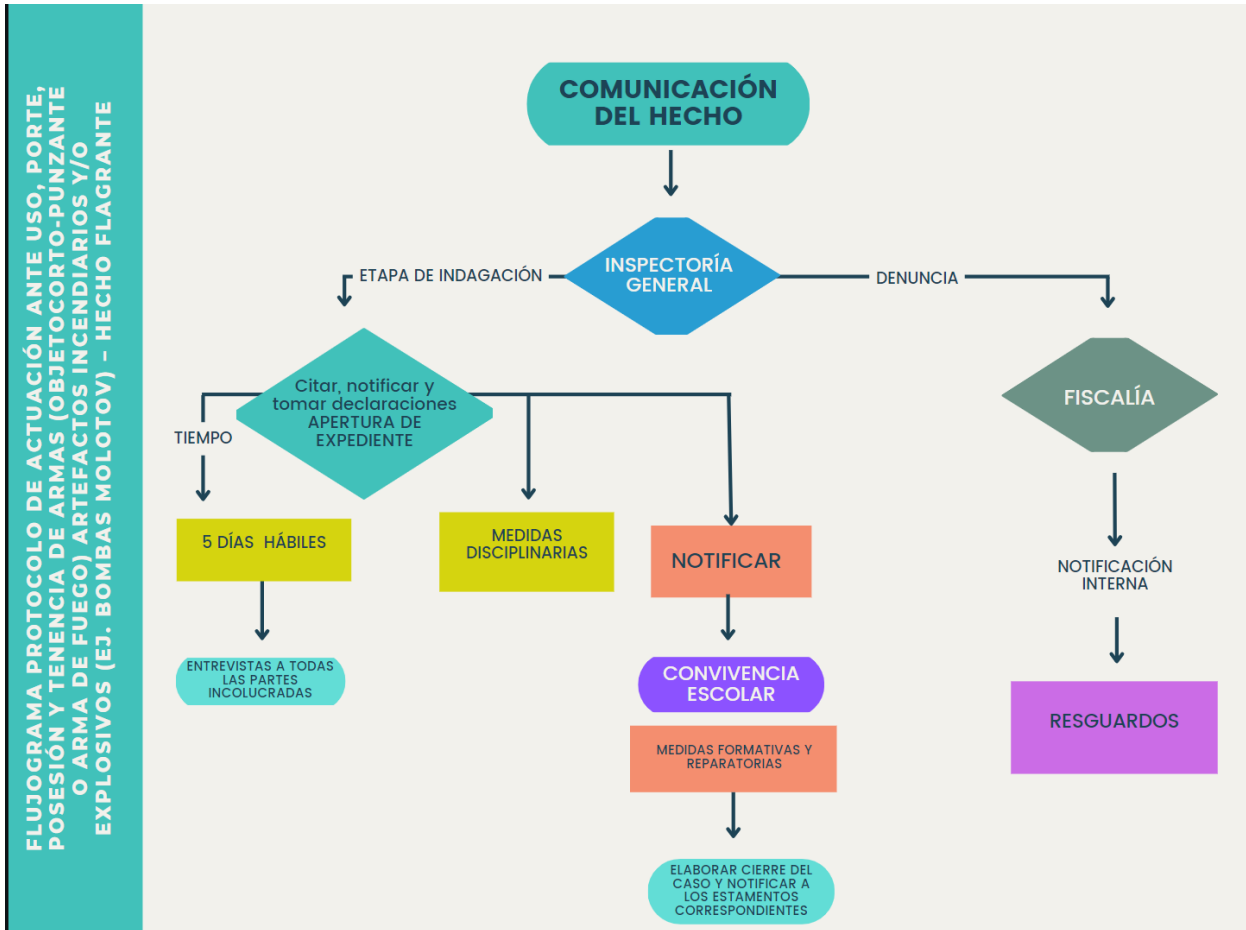 FLUJOGRAMA PROTOCOLO DE ACTUACIÓN ANTE USO, PORTE,
POSESIÓN Y TENENCIA DE ARMAS (OBJETOCORTO-PUNZANTE
O ARMA DE FUEGO) ARTEFACTOS INCENDIARIOS Y/O
EXPLOSIVOS (EJ. BOMBAS MOLOTOV) – HECHO FLAGRANTE
COMUNICACIÓN
DEL HECHO
INSPECTORÍA
GENERAL
ETAPA DE INDAGACIÓN
DENUNCIA
Citar, notificar y
tomar declaraciones
APERTURA DE
EXPEDIENTE
FISCALÍA
TIEMPO
5 DÍAS HÁBILES
MEDIDAS
DISCIPLINARIAS
NOTIFICAR
NOTIFICACIÓN
INTERNA
ENTREVISTAS A TODAS
LAS PARTES
INCOLUCRADAS
CONVIVENCIA
ESCOLAR
RESGUARDOS
MEDIDAS FORMATIVAS Y
REPARATORIAS
ELABORAR CIERRE DEL
CASO Y NOTIFICAR A
LOS ESTAMENTOS
CORRESPONDIENTES